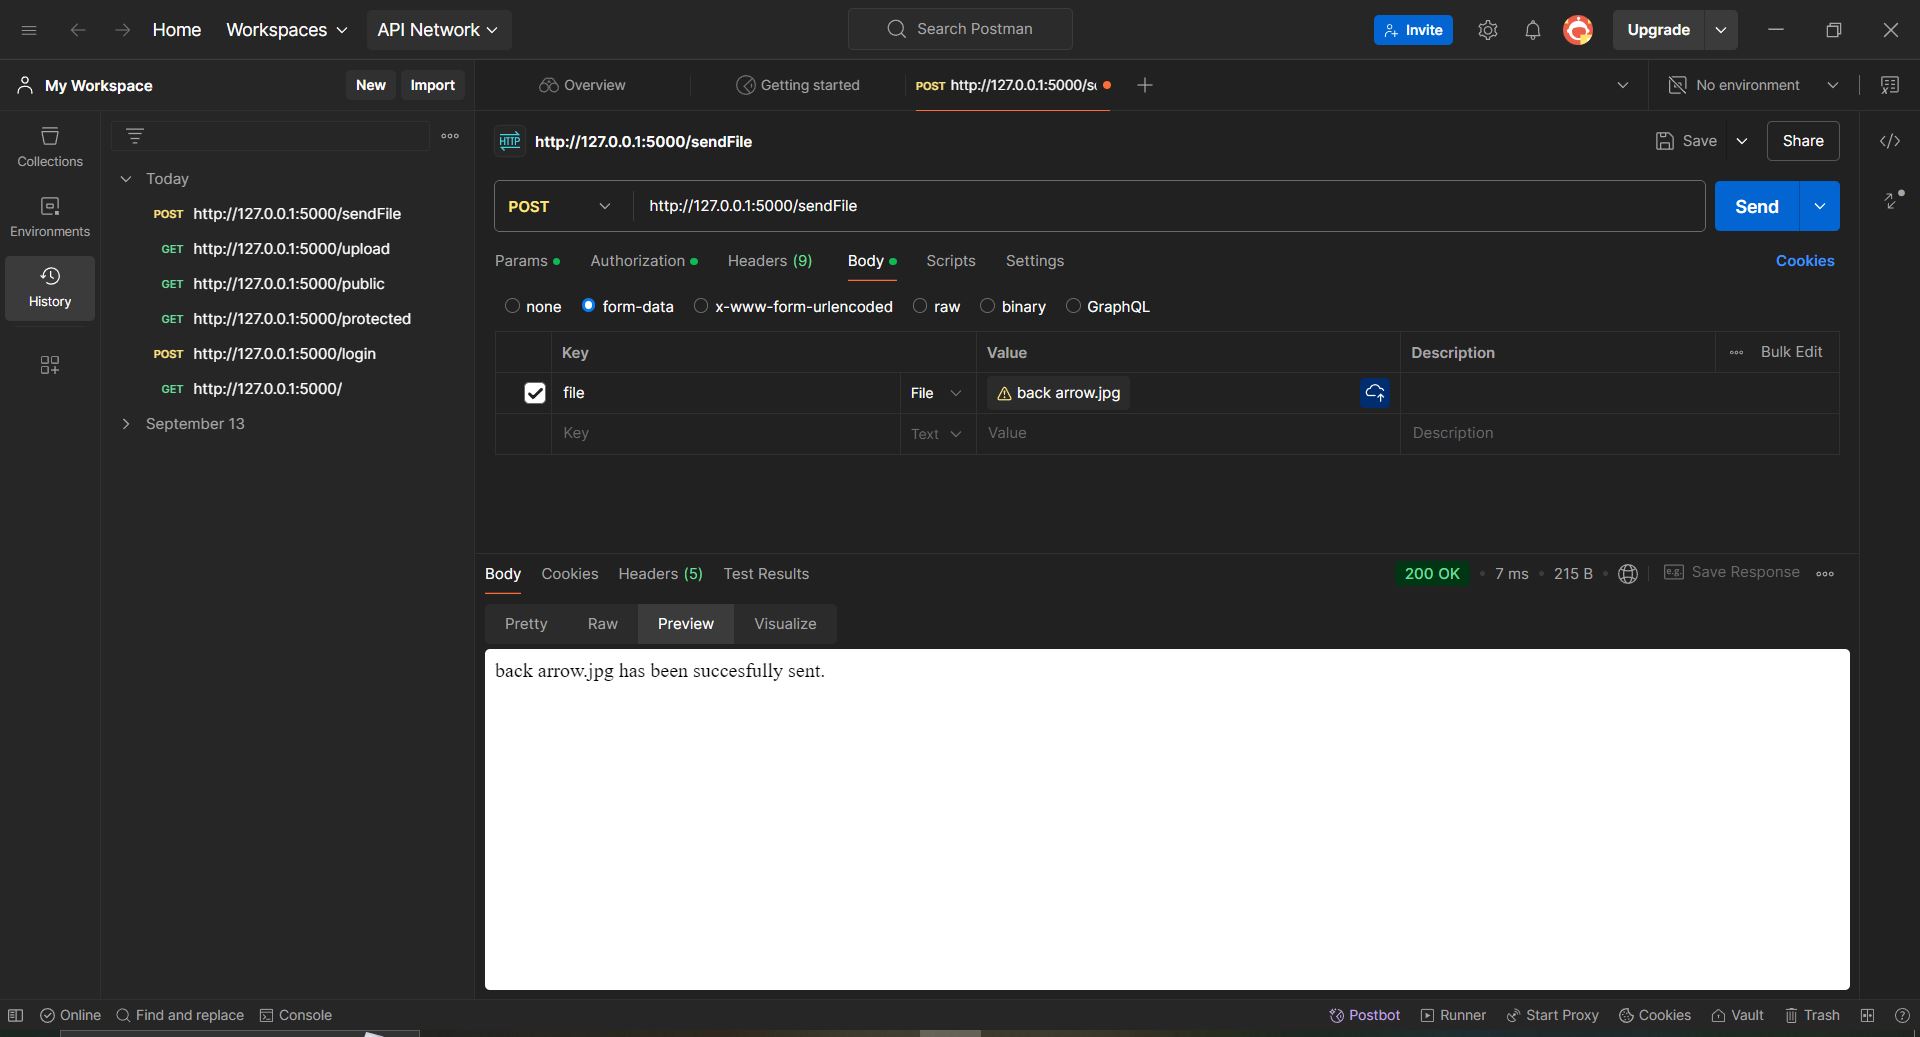 Home Workspaces API Network Search Postman Invite Upgrade
My Workspace New Import Overview Getting started POST http://127.0.0.1:5000/s No environment
Collections
Environments
History
Today
POST http://127.0.0.1:5000/sendFile
GET http://127.0.0.1:5000/upload
GET http://127.0.0.1:5000/public
GET http://127.0.0.1:5000/protected
POST http://127.0.0.1:5000/login
GET http://127.0.0.1:5000/
September 13
HTTP http://127.0.0.1:5000/sendFile Save Share
POST http://127.0.0.1:5000/sendFile Send
Params Authorization Headers (9) Body Scripts Settings Cookies
none form-data x-www-form-urlencoded raw binary GraphQL
Key Value Description Bulk Edit
file File back arrow.jpg
Key Text Value Description
Body Cookies Headers (5) Test Results 200 OK 7 ms 215 B e.g. Save Response
Pretty Raw Preview Visualize
back arrow.jpg has been succesfully sent.
Online Find and replace Console Postbot Runner Start Proxy Cookies Vault Trash